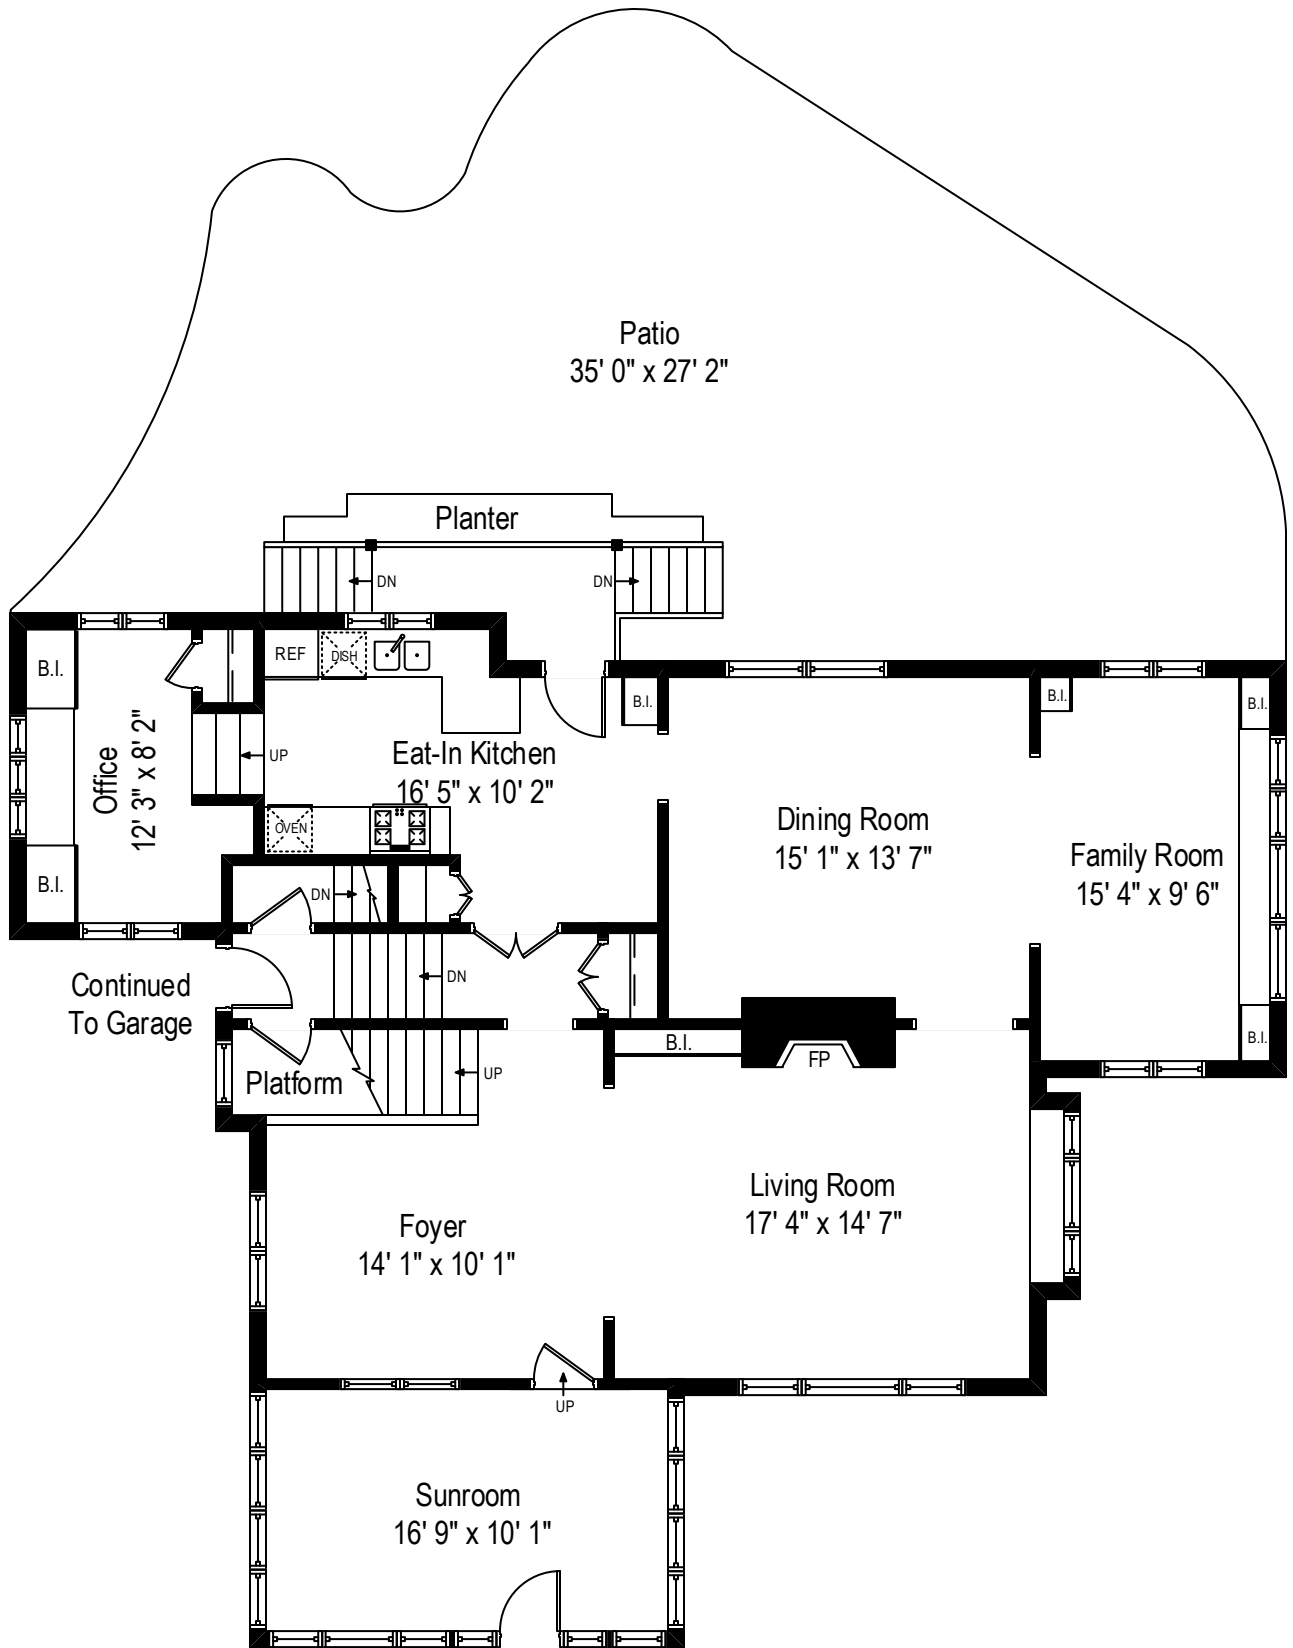 Patio
35' 0" x 27' 2"
Planter
DN
DN
B.I.
REF
DISH
B.I.
B.I.
B.I.
Office
12' 3" x 8' 2"
UP
Eat-In Kitchen
16' 5" x 10' 2"
Dining Room
15' 1" x 13' 7"
OVEN
Family Room
15' 4" x 9' 6"
B.I.
DN
Continued
To Garage
DN
B.I.
B.I.
FP
Platform
UP
Living Room
17' 4" x 14' 7"
Foyer
14' 1" x 10' 1"
UP
Sunroom
16' 9" x 10' 1"